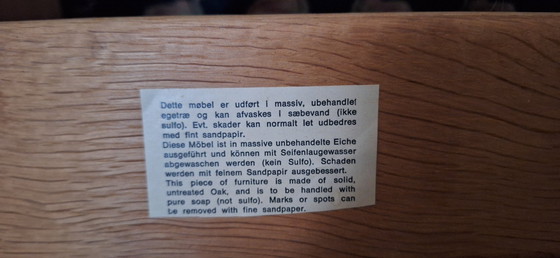 Dette møbel er udført i massiv, ubehandlet
egetræ og kan afvaskes i sæbevand (ikke
sulfo). Evt. skader kan normalt let udbedres
med fint sandpapir.
Diese Möbel ist in massive unbehandelte Eiche
ausgeführt und können mit Seifenlaugewasser
abgewaschen werden (kein Sulfo). Schaden
werden mit feinem Sandpapir ausgebessert.
This piece of furniture is made of solid,
untreated Oak, and is to be handled with
pure soap (not sulfo). Marks or spots can
be removed with fine sandpaper.